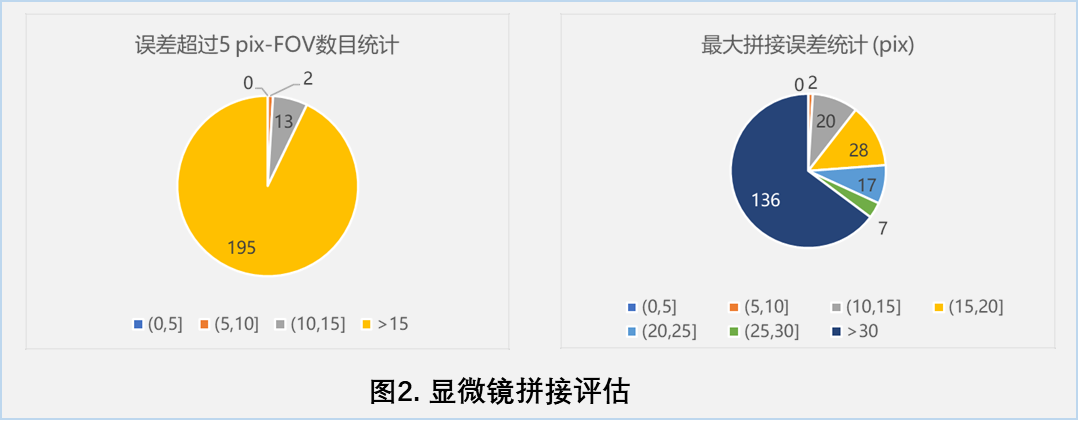 误差超过5 pix-FOV数目统计
0
2
13
195
(0,5] (5,10] (10,15] >15
最大拼接误差统计 (pix)
0 2
20
28
17
7
136
(0,5] (5,10] (10,15] (15,20]
(20,25] (25,30] >30
图2. 显微镜拼接评估